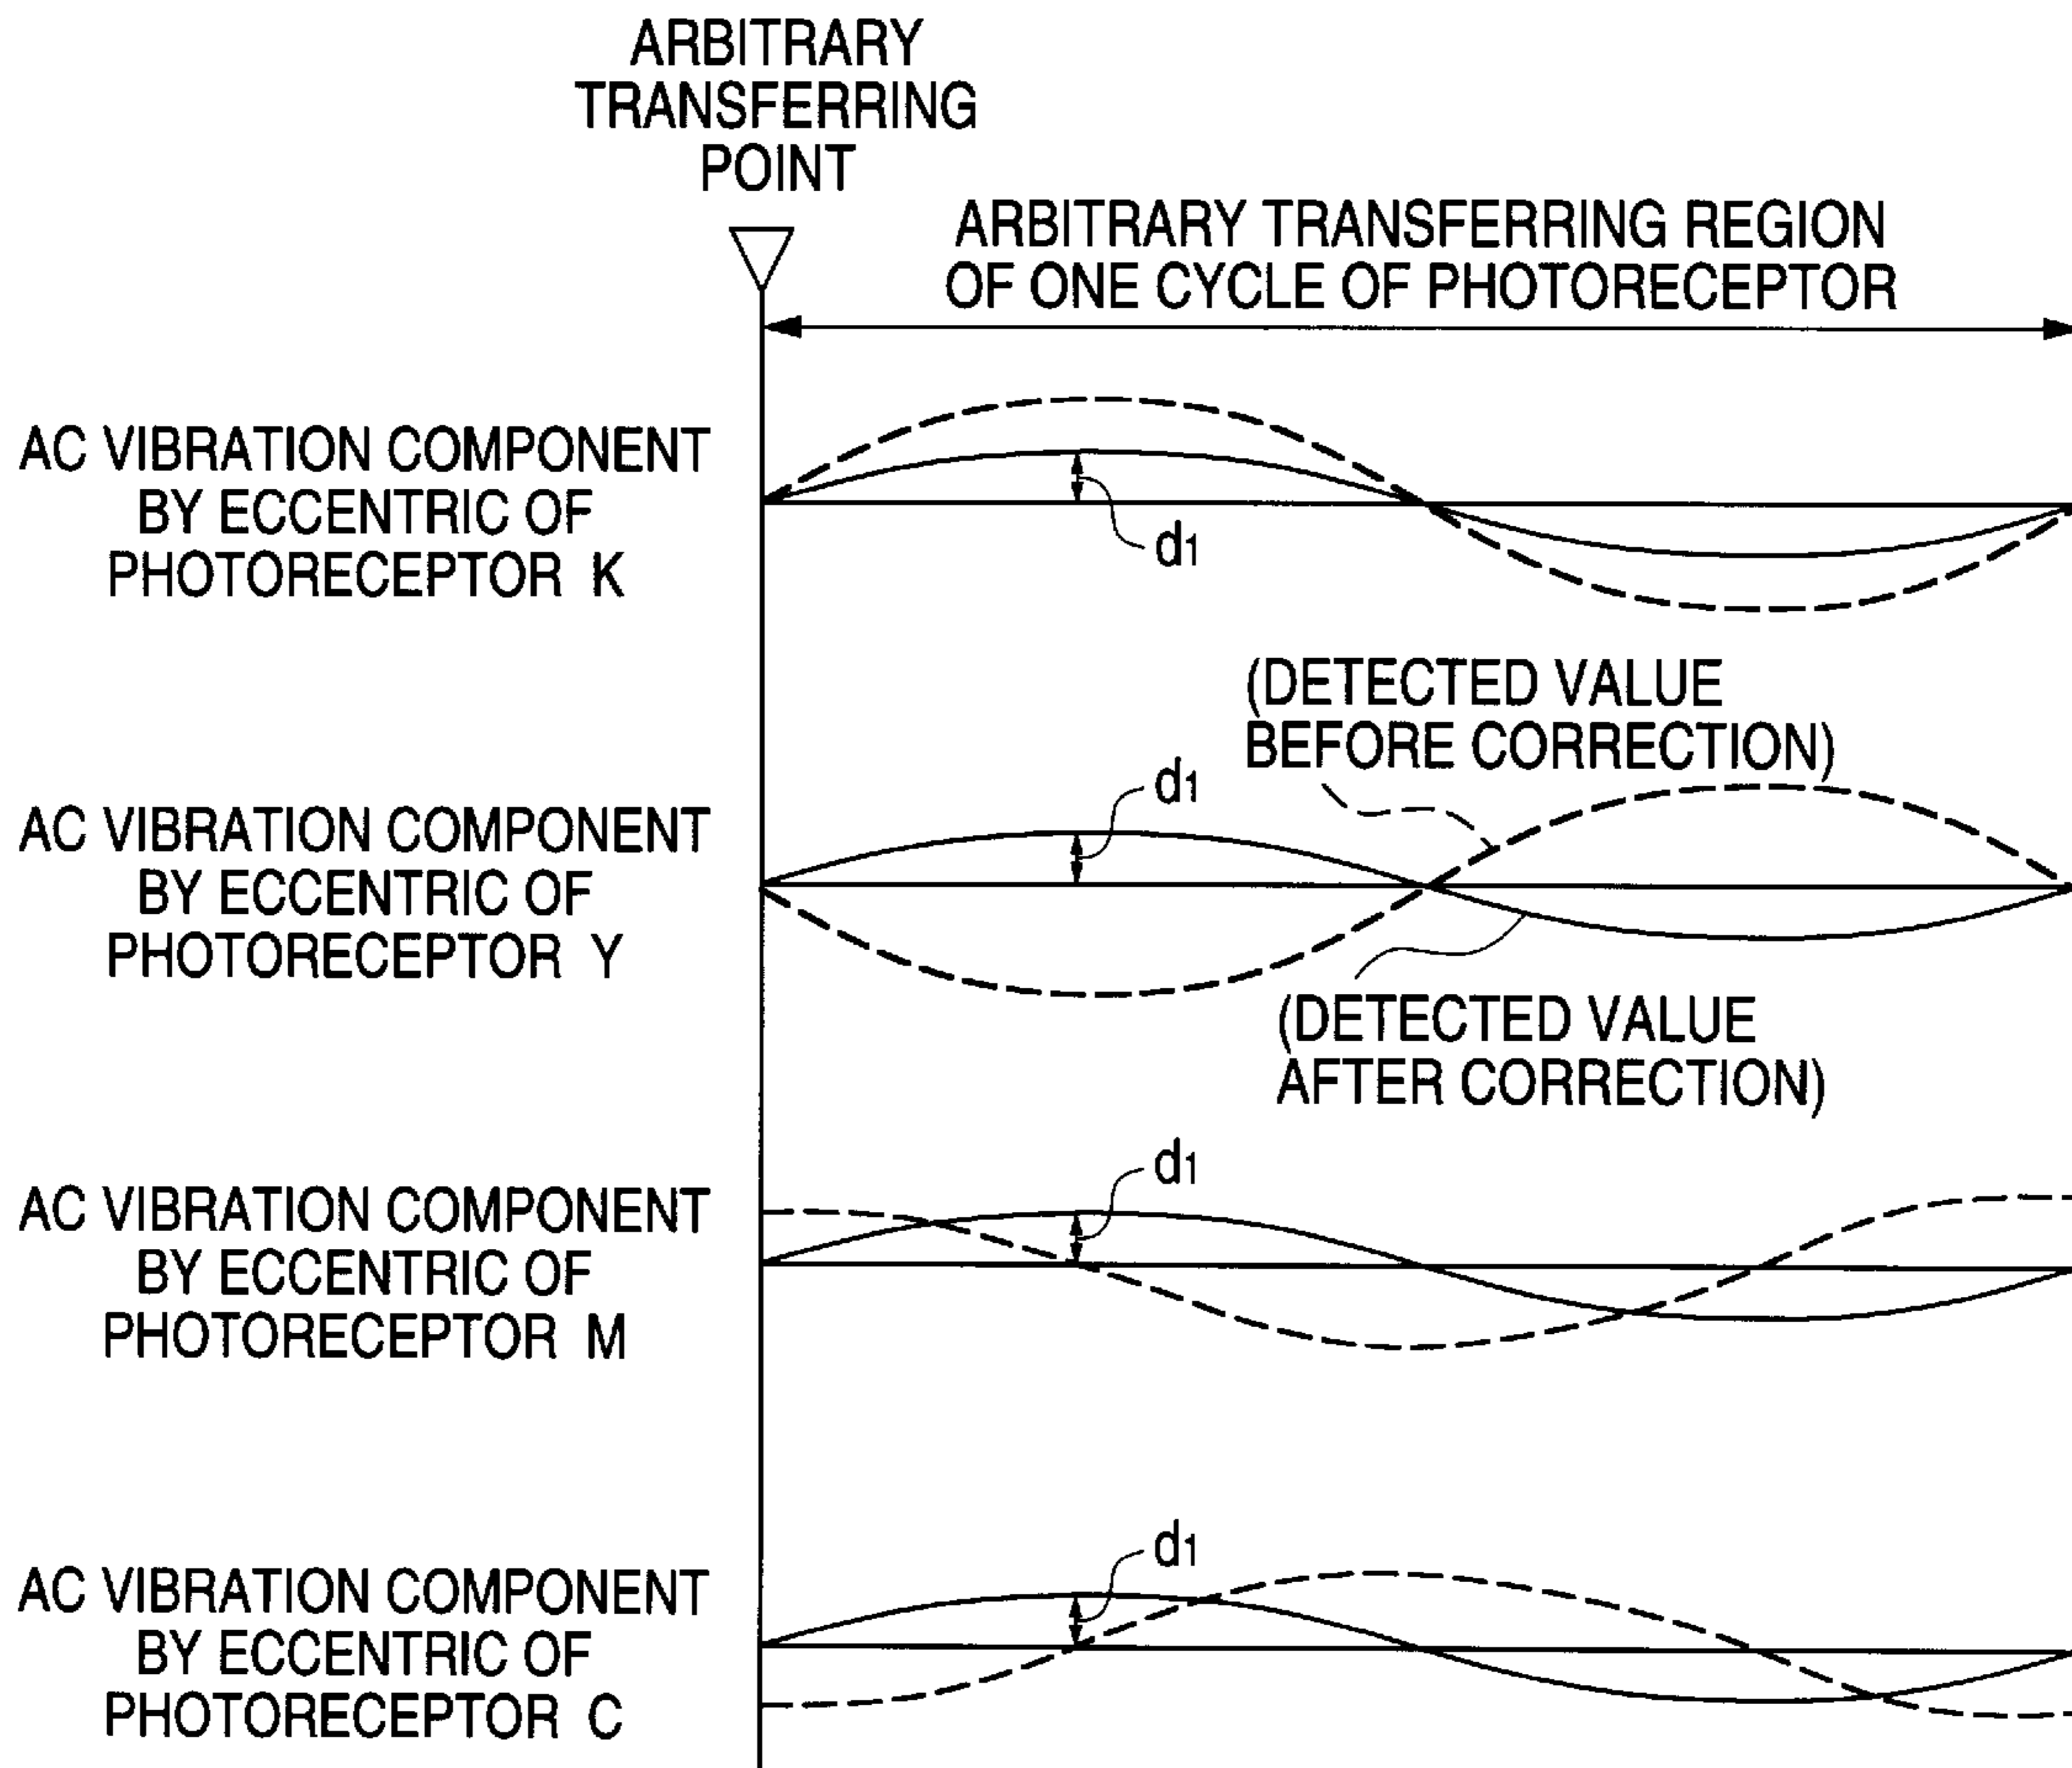 ARBITRARY
TRANSFERRING
POINT
ARBITRARY TRANSFERRING REGION
OF ONE CYCLE OF PHOTORECEPTOR
AC VIBRATION COMPONENT
BY ECCENTRIC OF
PHOTORECEPTOR K
d1
(DETECTED VALUE
BEFORE CORRECTION)
d1
AC VIBRATION COMPONENT
BY ECCENTRIC OF
PHOTORECEPTOR Y
(DETECTED VALUE
AFTER CORRECTION)
d1
AC VIBRATION COMPONENT
BY ECCENTRIC OF
PHOTORECEPTOR M
d1
AC VIBRATION COMPONENT
BY ECCENTRIC OF
PHOTORECEPTOR C